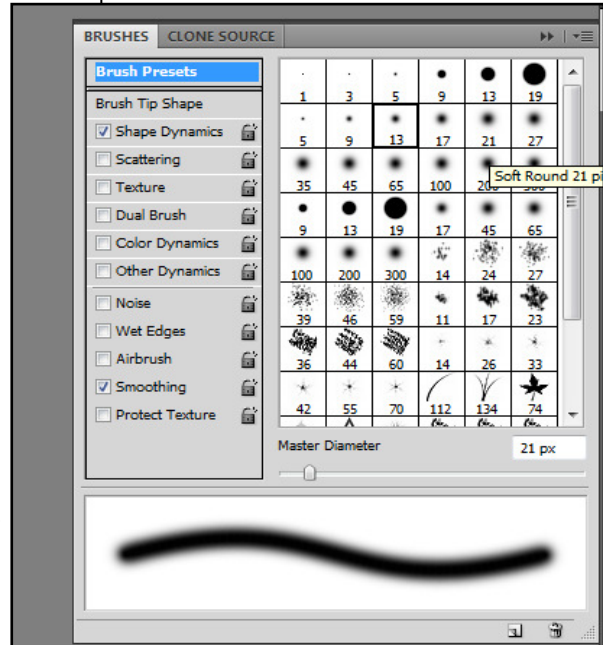 BRUSHES CLONE SOURCE
Brush Presets
Brush Tip Shape
Shape Dynamics
Scattering
Texture
Dual Brush
Color Dynamics
Other Dynamics
Noise
Wet Edges
Airbrush
Smoothing
Protect Texture
1 3 5 9 13 19
5 9 13 17 21 27
35 45 65 100
Soft Round 21 pi
9 13 19 17 45 65
100 200 300 14 24 27
39 46 59 11 17 23
36 44 60 14 26 33
42 55 70 112 134 74
Master Diameter 21 px